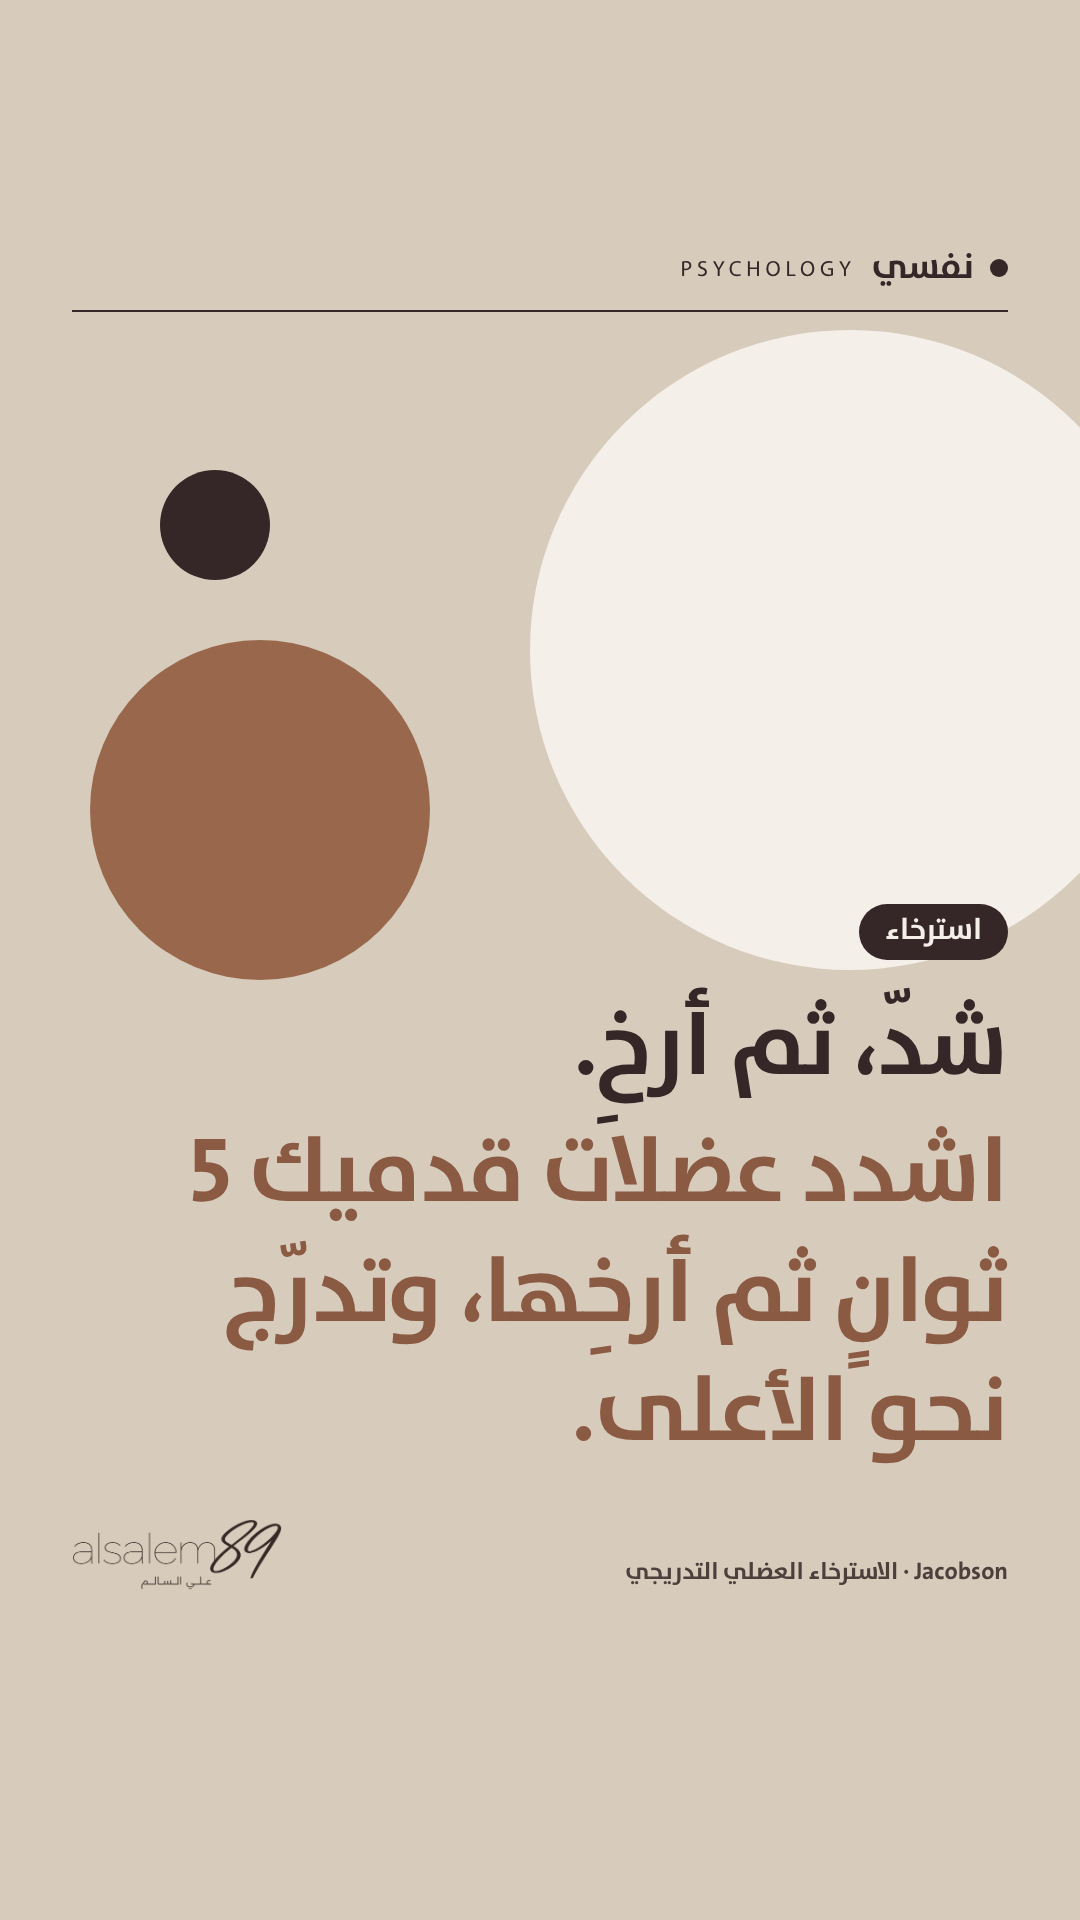 نفسي PSYCHOLOGY
استرخاء
شدّ، ثم أرخِ.
اشدد عضلات قدميك 5
ثوانٍ ثم أرخِها، وتدرّج
نحو الأعلى.
Jacobson · الاسترخاء العضلي التدريجي
alsalem89
علي السالم